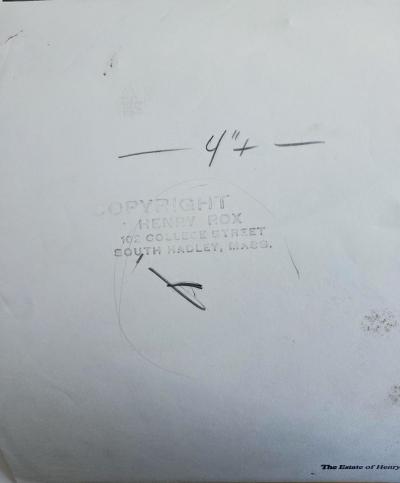 — 4"+ —
COPYRIGHT
HENRY ROX
102 COLLEGE STREET
SOUTH HADLEY, MASS.
The Estate of Henry